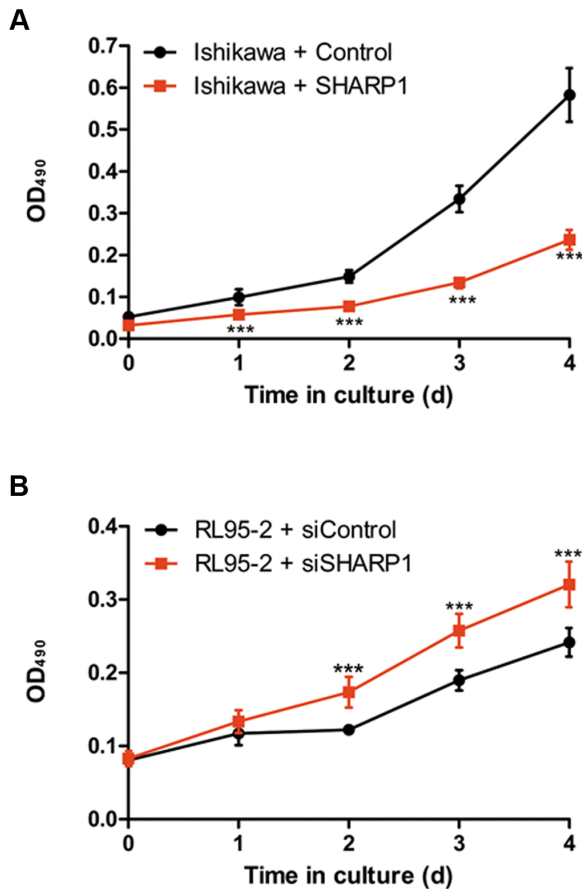 A
0.7
Ishikawa + Control
0.6
Ishikawa + SHARP1
0.5
0.4
OD490
0.3
0.2
***
0.1
*** *** ***
0.0
0 1 2 3 4
Time in culture (d)
B
0.4
RL95-2 + siControl
RL95-2 + siSHARP1
***
0.3
***
OD490
0.2
***
0.1
0.0
0 1 2 3 4
Time in culture (d)